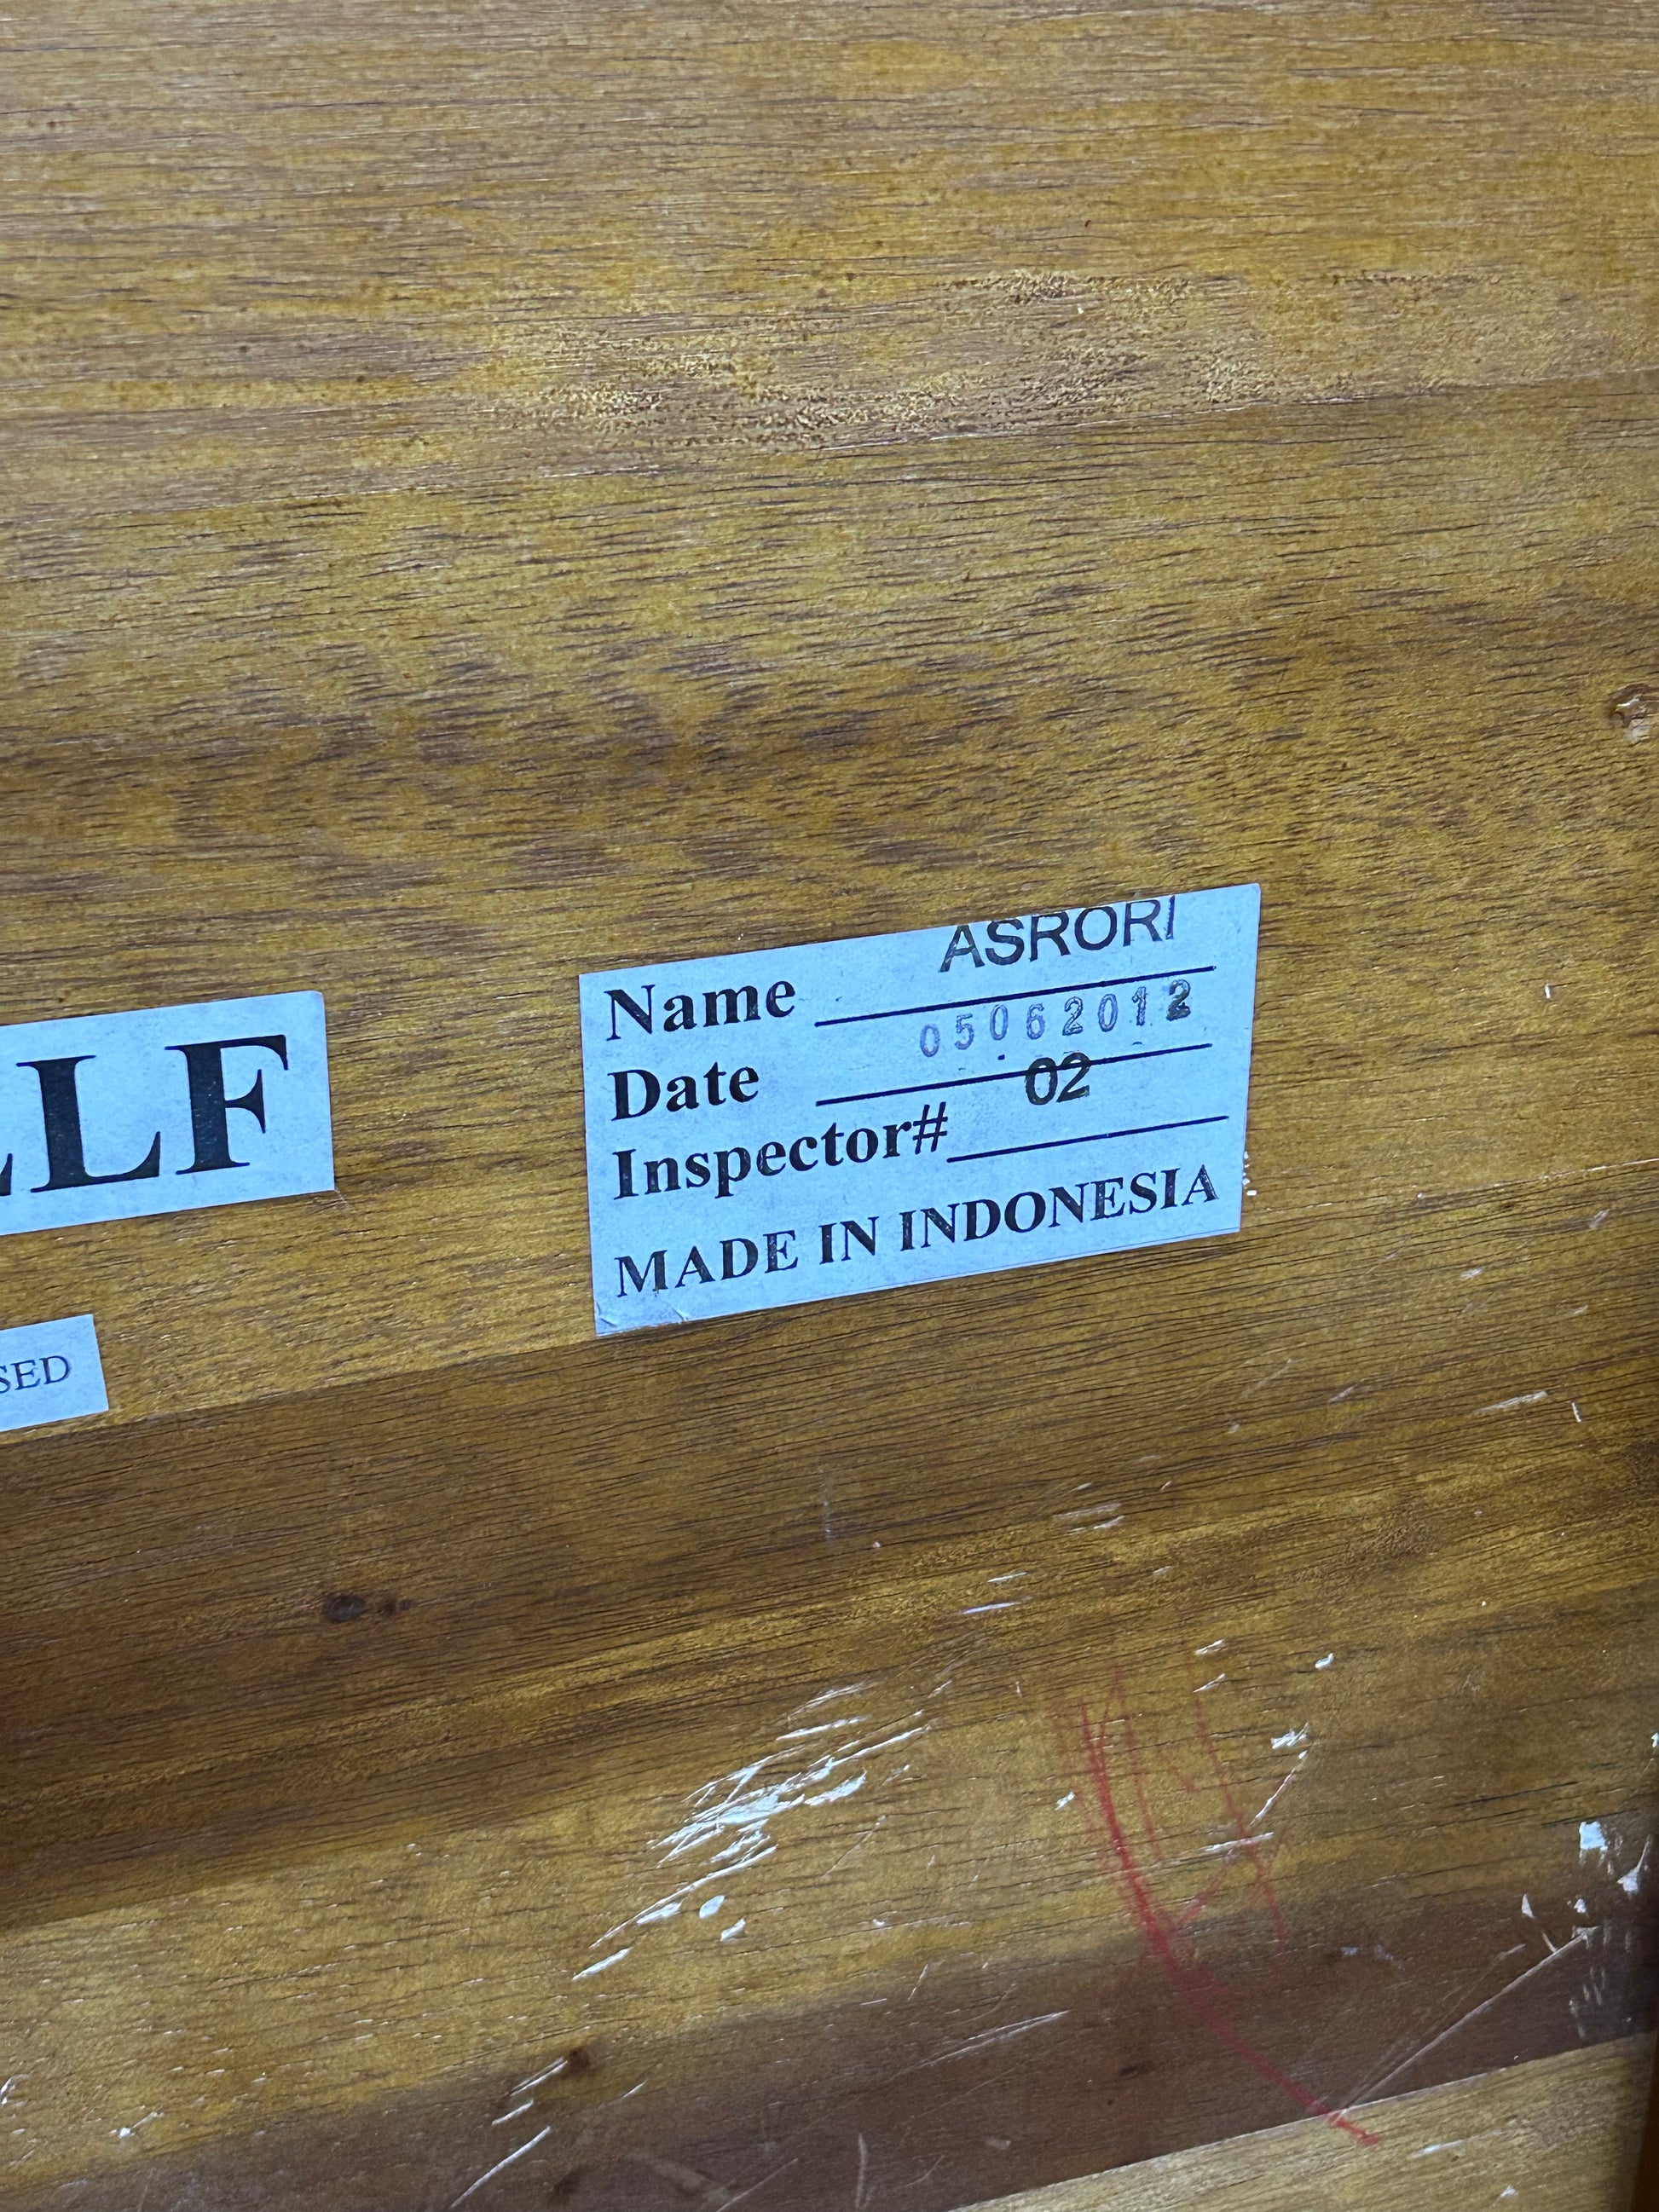 LLF
SED
Name ASRORI
Date 05062012
Inspector# 02
MADE IN INDONESIA